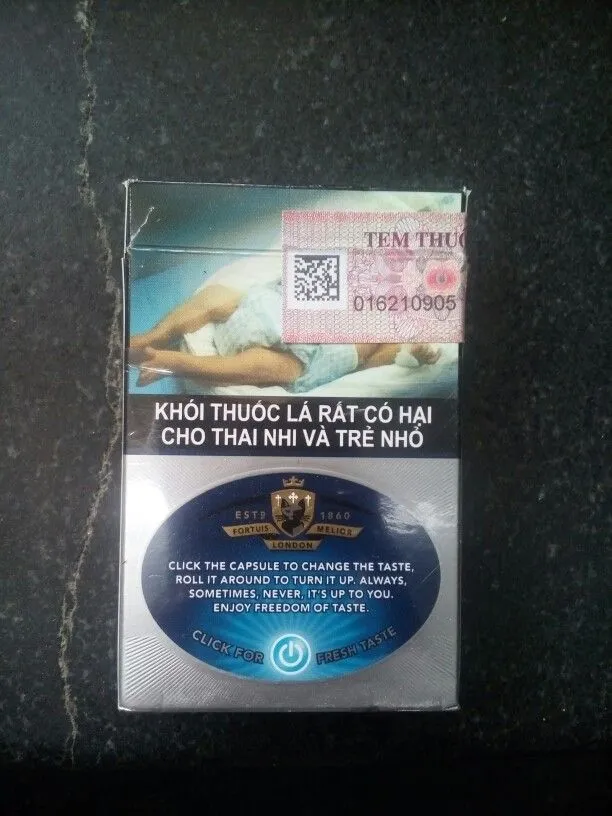 TEM THUỐ
016210905
KHÓI THUỐC LÁ RẤT CÓ HẠI
CHO THAI NHI VÀ TRẺ NHỎ
ESTD 1860
FORTUIS MELIOR
LONDON
CLICK THE CAPSULE TO CHANGE THE TASTE,
ROLL IT AROUND TO TURN IT UP. ALWAYS,
SOMETIMES, NEVER, IT'S UP TO YOU.
ENJOY FREEDOM OF TASTE.
CLICK FOR FRESH TASTE